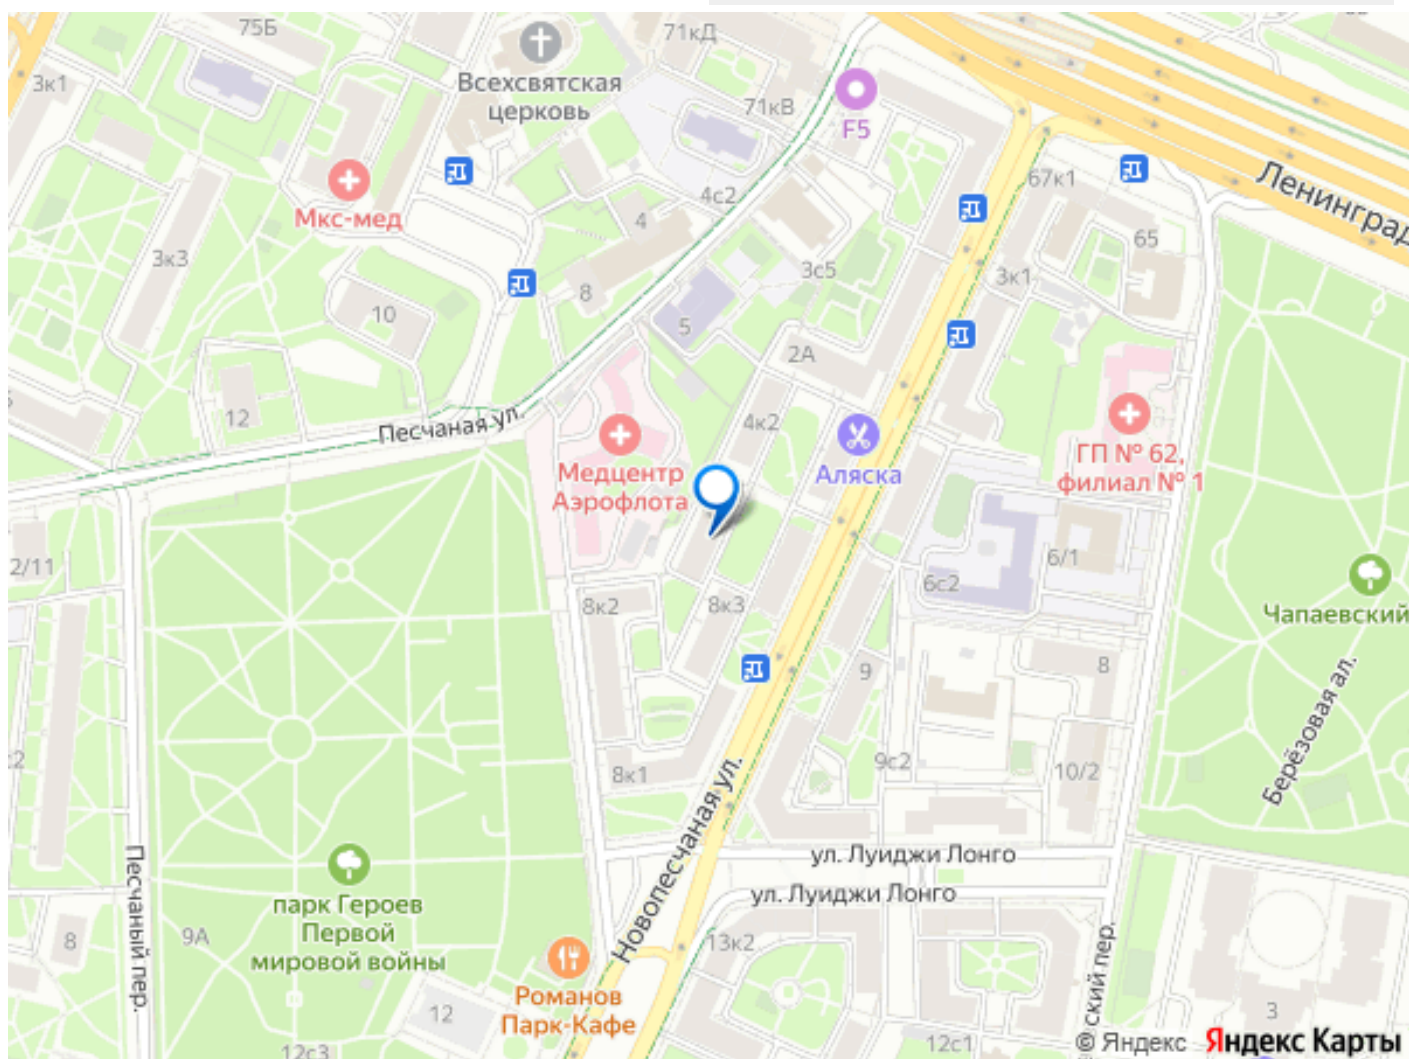 75Б
71кД
3к1
Всехсвятская
церковь
71кВ
F5
Мкс-мед
4с2
4
67к1
65
Ленинград
3к3
8
3с5
3к1
10
5
2А
12
Песчаная ул.
4к2
Аляска
ГП № 62,
филиал № 1
Медцентр
Аэрофлота
2/11
8к2
8к3
6с2
6/1
Чапаевский
9
8
Берёзовая ал.
8к1
9с2
10/2
Новопесчаная ул.
ул. Луиджи Лонго
ул. Луиджи Лонго
Песчаный пер.
парк Героев
Первой
мировой войны
9А
8
13к2
ский пер.
Романов
Парк-Кафе
12
12с3
12с1
3
© Яндекс Яндекс Карты